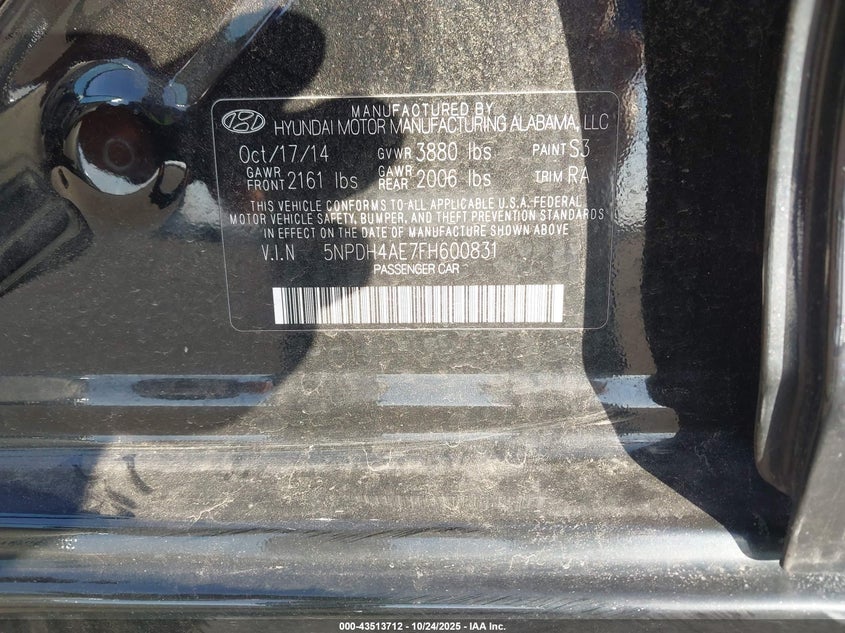 MANUFACTURED BY
HYUNDAI MOTOR MANUFACTURING ALABAMA, LLC
Oct/17/14 GVWR 3880 lbs PAINT S3
GAWR FRONT 2161 lbs GAWR REAR 2006 lbs TRIM RA
THIS VEHICLE CONFORMS TO ALL APPLICABLE U.S.A. FEDERAL
MOTOR VEHICLE SAFETY, BUMPER, AND THEFT PREVENTION STANDARDS
IN EFFECT ON THE DATE OF MANUFACTURE SHOWN ABOVE
V.I.N 5NPDH4AE7FH600831
PASSENGER CAR
000-43513712 - 10/24/2025 - IAA Inc.